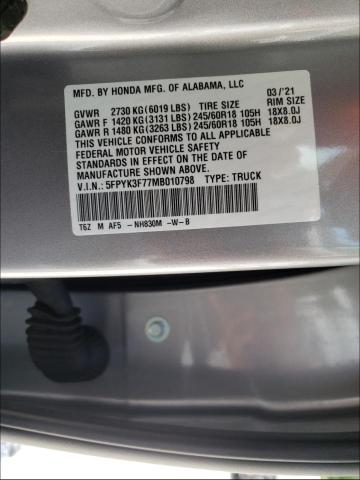 MFD. BY HONDA MFG. OF ALABAMA, LLC
03/'21
GVWR 2730 KG (6019 LBS) TIRE SIZE RIM SIZE
GAWR F 1420 KG (3131 LBS) 245/60R18 105H 18X8.0J
GAWR R 1480 KG (3263 LBS) 245/60R18 105H 18X8.0J
THIS VEHICLE CONFORMS TO ALL APPLICABLE
FEDERAL MOTOR VEHICLE SAFETY
STANDARDS IN EFFECT ON THE DATE OF
MANUFACTURE SHOWN ABOVE.
V.I.N.: 5FPYK3F77MB010798 TYPE: TRUCK
T6Z M AF5 -NH830M -W-B